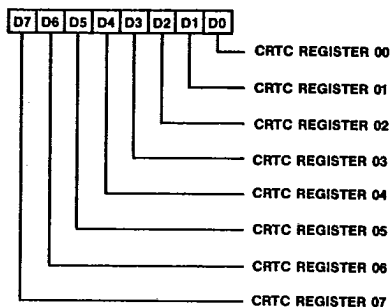 D7 D6 D5 D4 D3 D2 D1 D0
CRTC REGISTER 00
CRTC REGISTER 01
CRTC REGISTER 02
CRTC REGISTER 03
CRTC REGISTER 04
CRTC REGISTER 05
CRTC REGISTER 06
CRTC REGISTER 07